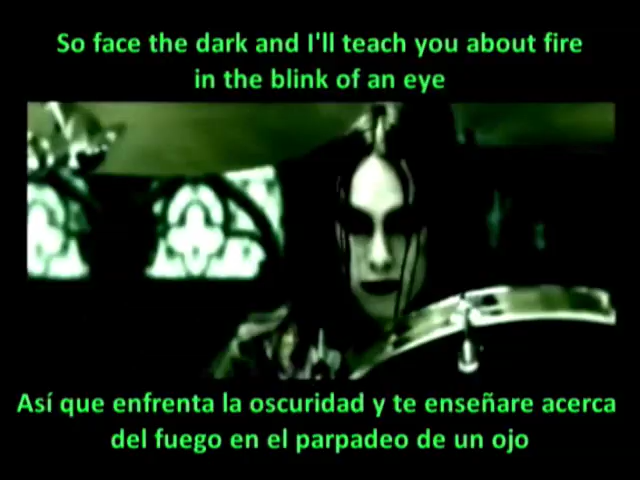 So face the dark and I'll teach you about fire
in the blink of an eye
Así que enfrenta la oscuridad y te enseñare acerca
del fuego en el parpadeo de un ojo